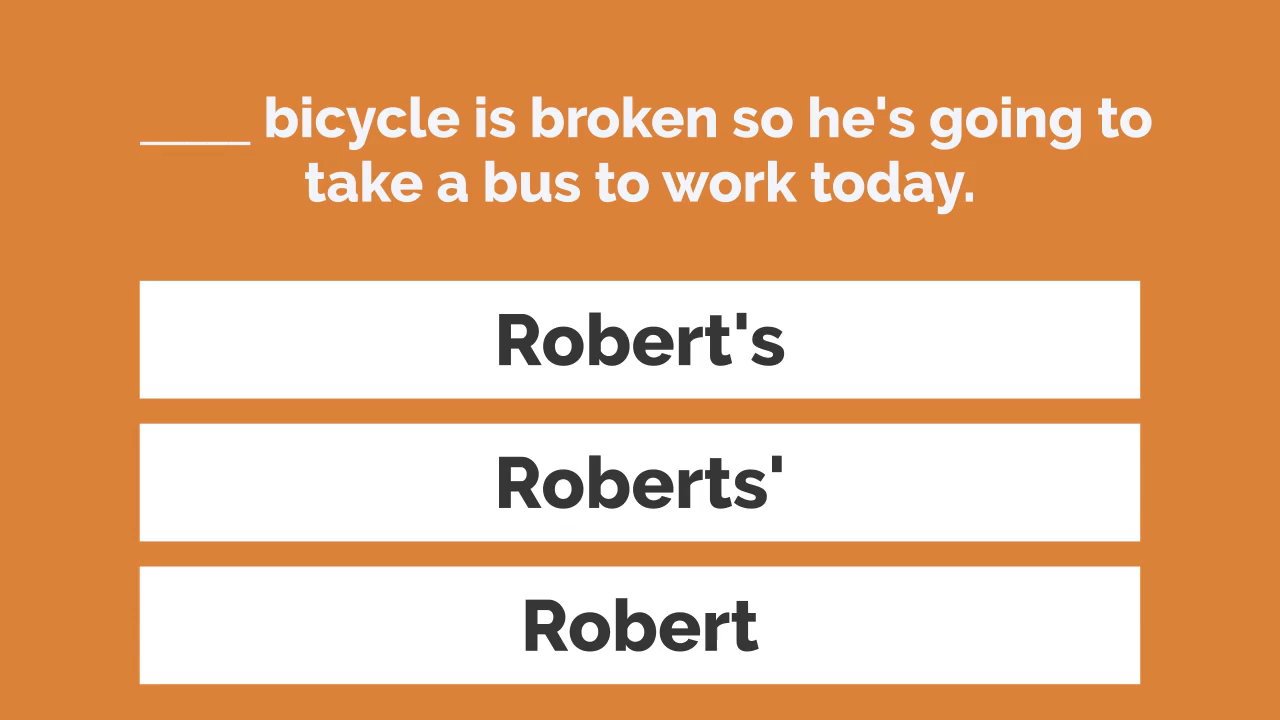 ____ bicycle is broken so he's going to
take a bus to work today.
Robert's
Roberts'
Robert